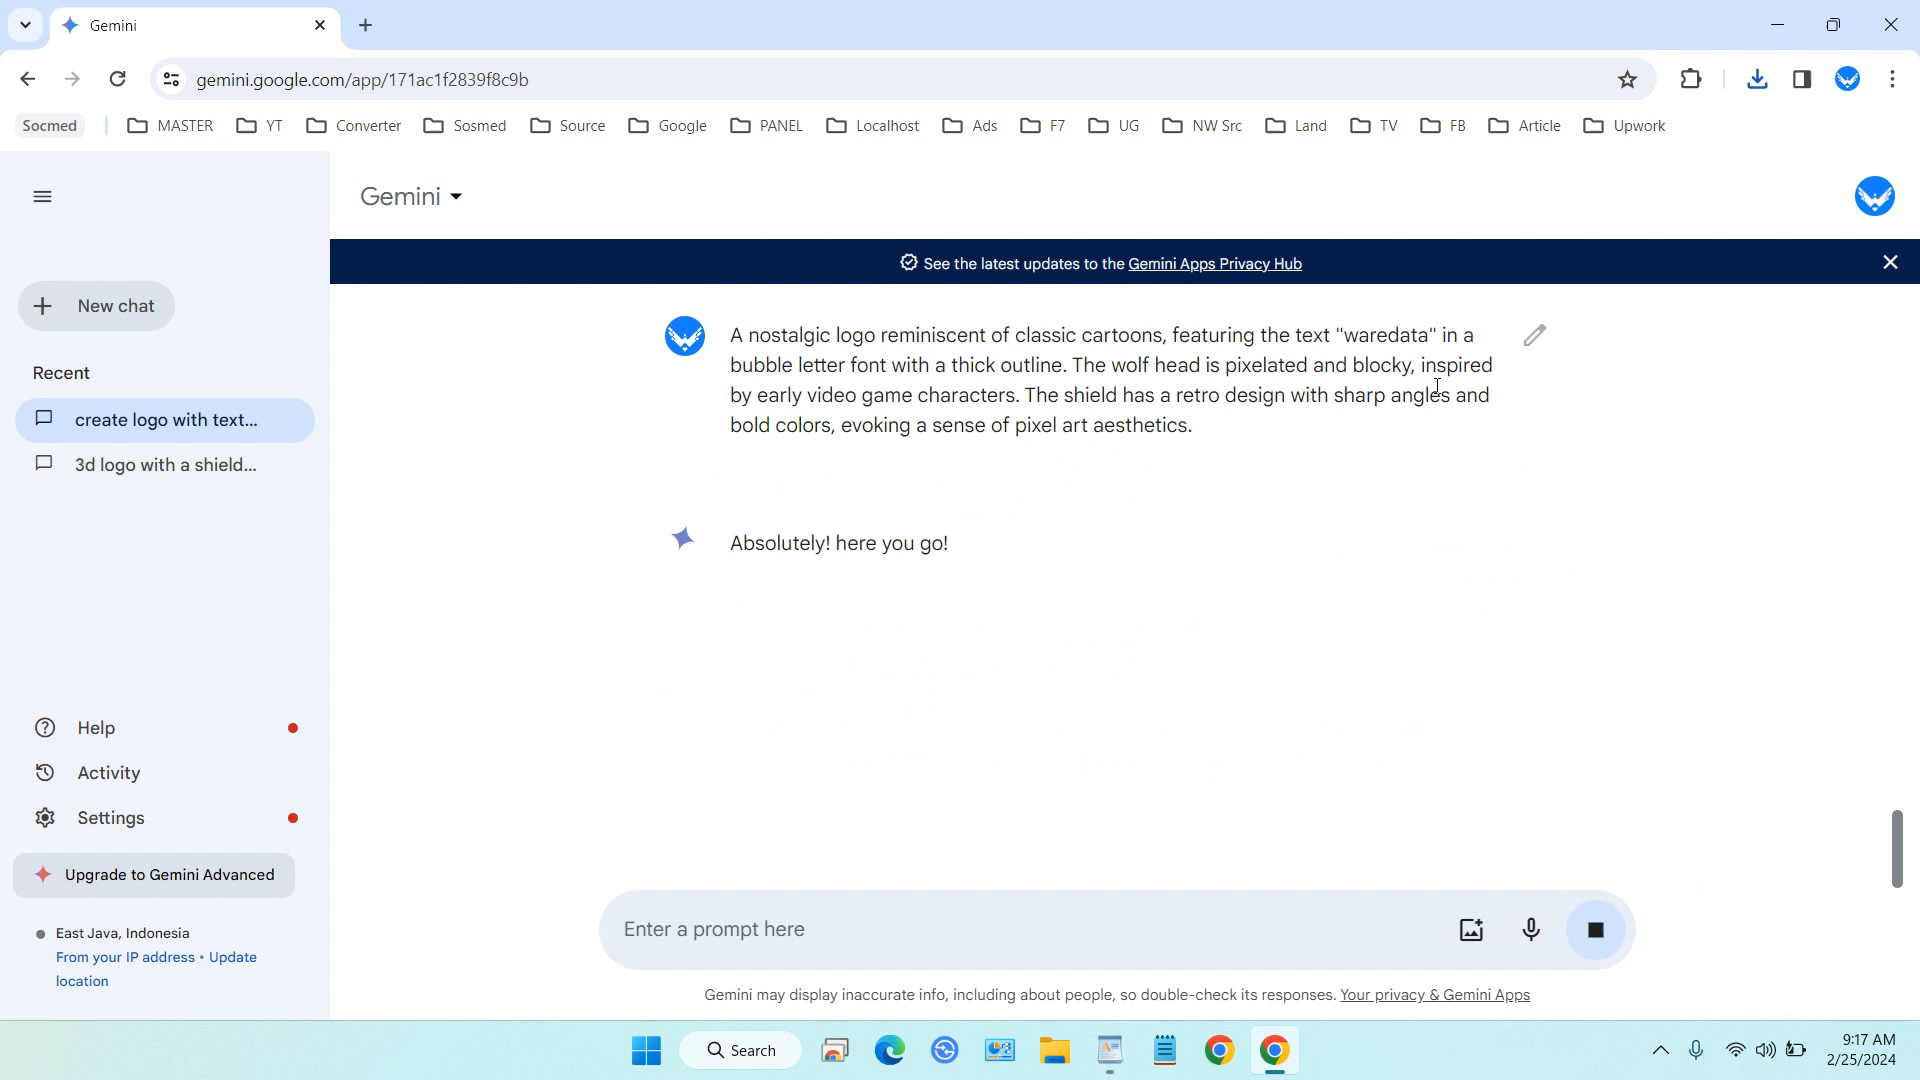 Gemini
gemini.google.com/app/171ac1f2839f8c9b
Socmed
MASTER
YT
Converter
Sosmed
Source
Google
PANEL
Localhost
Ads
F7
UG
NW Src
Land
TV
FB
Article
Upwork
Gemini
See the latest updates to the Gemini Apps Privacy Hub
New chat
Recent
create logo with text...
3d logo with a shield...
Help
Activity
Settings
Upgrade to Gemini Advanced
East Java, Indonesia
From your IP address • Update
location
A nostalgic logo reminiscent of classic cartoons, featuring the text "waredata" in a
bubble letter font with a thick outline. The wolf head is pixelated and blocky, inspired
by early video game characters. The shield has a retro design with sharp angles and
bold colors, evoking a sense of pixel art aesthetics.
Absolutely! here you go!
Enter a prompt here
Gemini may display inaccurate info, including about people, so double-check its responses. Your privacy & Gemini Apps
Search
9:17 AM
2/25/2024